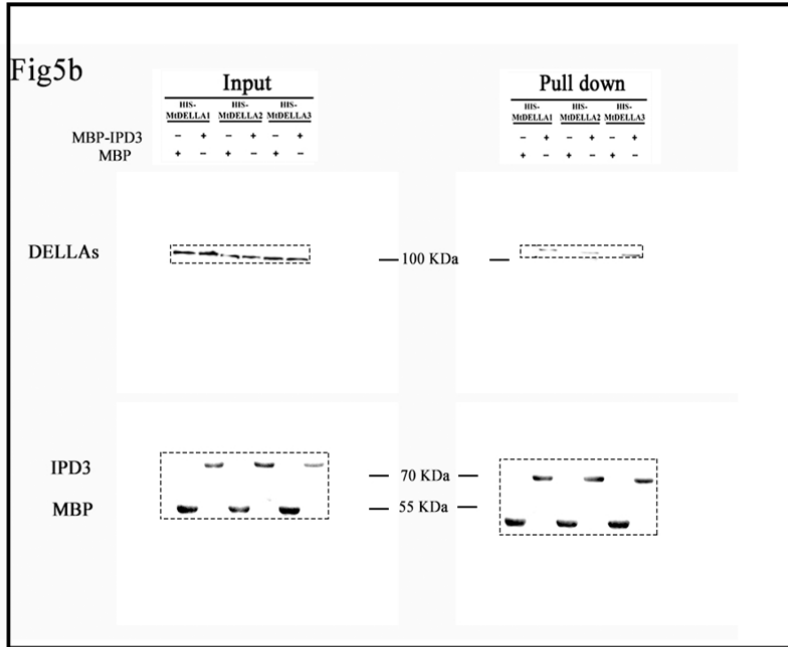 Fig5b
Input
Pull down
HIS- HIS- HIS-
MtDELLA1 MtDELLA2 MtDELLA3
HIS- HIS- HIS-
MtDELLA1 MtDELLA2 MtDELLA3
MBP-IPD3 - + - + - +
- + - + - +
MBP + - + - + -
+ - + - + -
DELLAs
100 KDa
IPD3
70 KDa
MBP
55 KDa